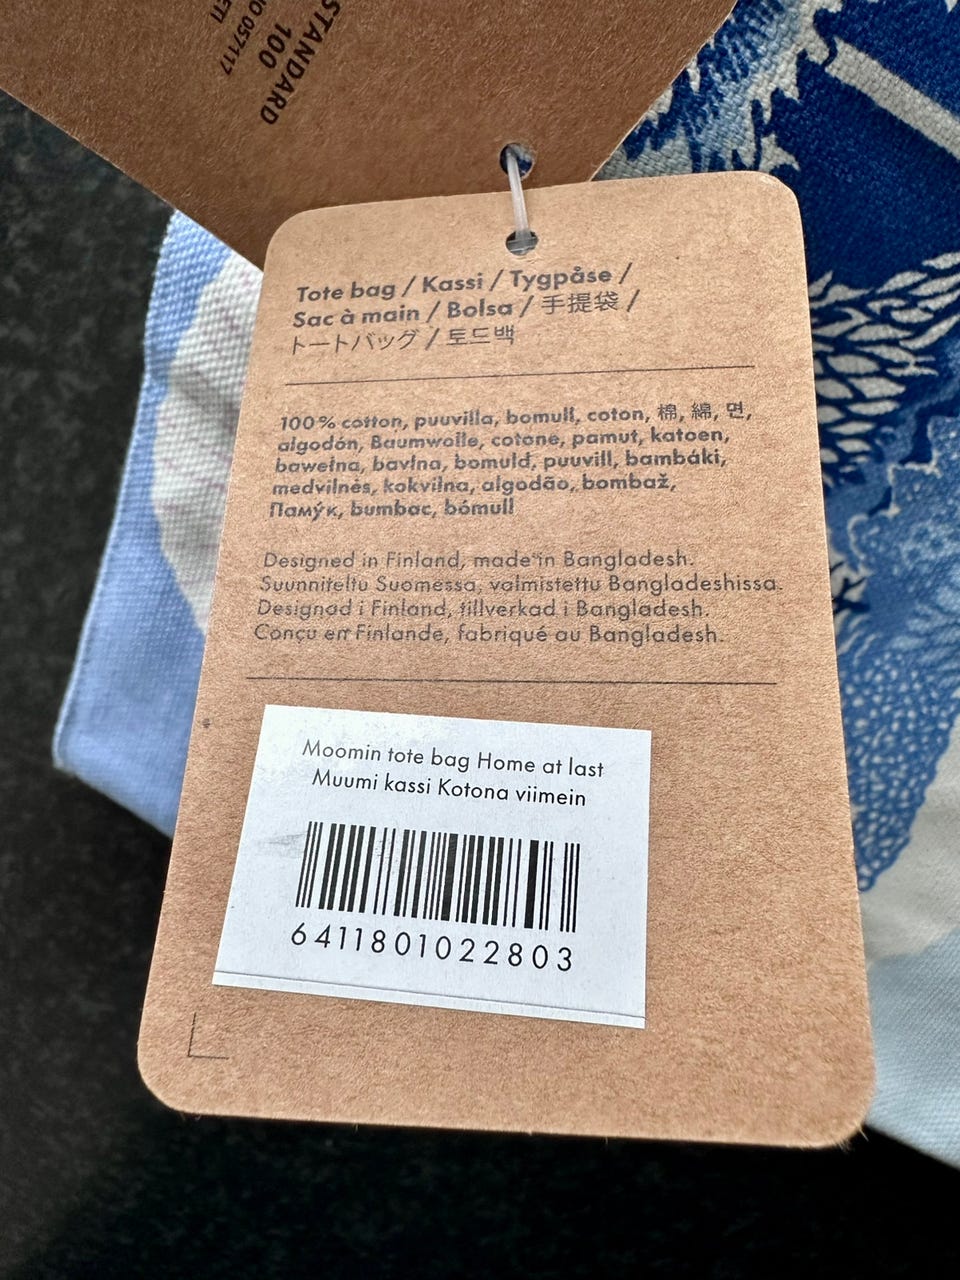 STANDARD
100
057117
Tote bag / Kassi / Tygpåse /
Sac à main / Bolsa / 手提袋 /
トートバッグ / 토드백
100% cotton, puuvilla, bomull, coton, 棉, 綿, 면,
algodón, Baumwolle, cotone, pamut, katoen,
bawełna, bavlna, bomuld, puuvill, bambáki,
medvilnės, kokvilna, algodão, bombaž,
Памук, bumbac, bómull
Designed in Finland, made in Bangladesh.
Suunniteltu Suomessa, valmistettu Bangladeshissa.
Designad i Finland, tillverkad i Bangladesh.
Conçu en Finlande, fabriqué au Bangladesh.
Moomin tote bag Home at last
Muumi kassi Kotona viimein
6411801022803